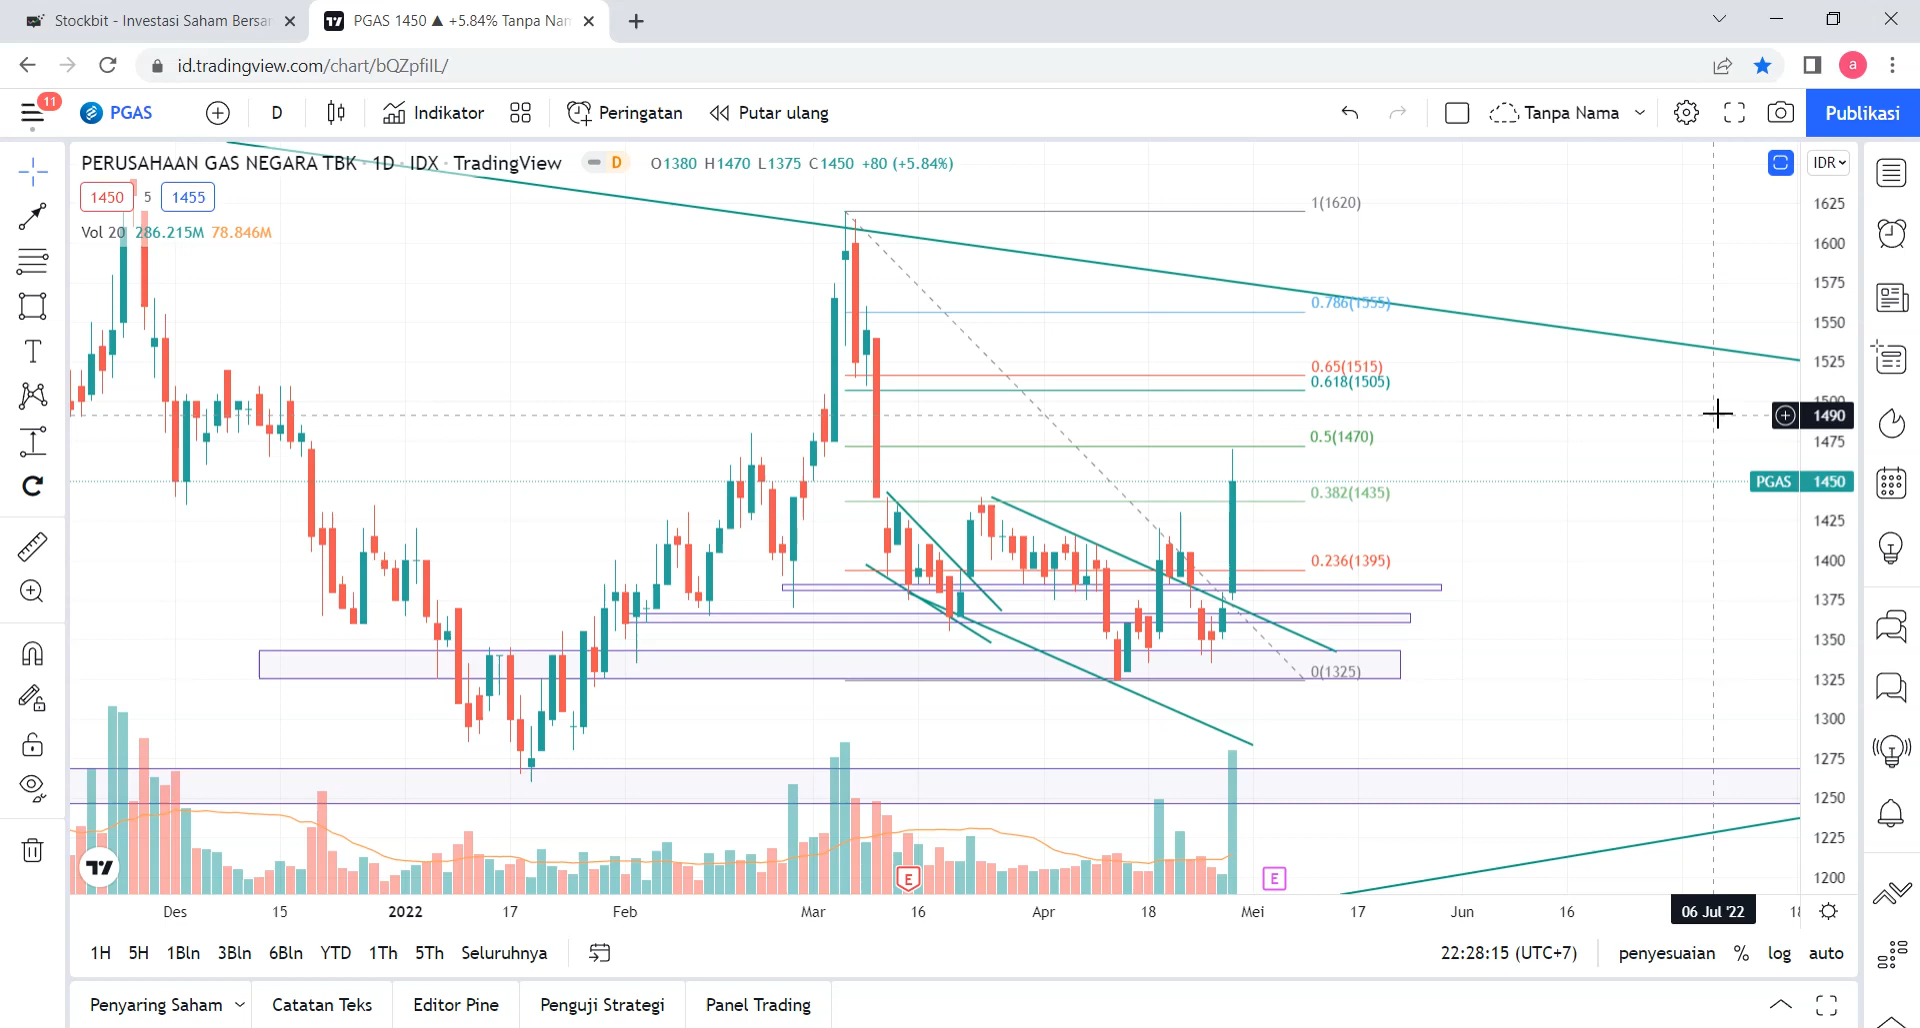 Stockbit - Investasi Saham Bersar
PGAS 1450 ▲ +5.84% Tanpa Nam
id.tradingview.com/chart/bQZpfiIL/
a
11
PGAS
D
Indikator
Peringatan
Putar ulang
Tanpa Nama
Publikasi
PERUSAHAAN GAS NEGARA TBK · 1D · IDX · TradingView
D
O1380 H1470 L1375 C1450 +80 (+5.84%)
IDR
1450
5
1455
Vol 20 286.215M 78.846M
1(1620)
0.786(1555)
0.65(1515)
0.618(1505)
0.5(1470)
0.382(1435)
0.236(1395)
0(1325)
1625
1600
1575
1550
1525
1500
1490
1475
PGAS 1450
1425
1400
1375
1350
1325
1300
1275
1250
1225
1200
E
E
Des
15
2022
17
Feb
Mar
16
Apr
18
Mei
17
Jun
16
06 Jul '22
1H 5H 1Bln 3Bln 6Bln YTD 1Th 5Th Seluruhnya
22:28:15 (UTC+7)
penyesuaian % log auto
Penyaring Saham
Catatan Teks
Editor Pine
Penguji Strategi
Panel Trading